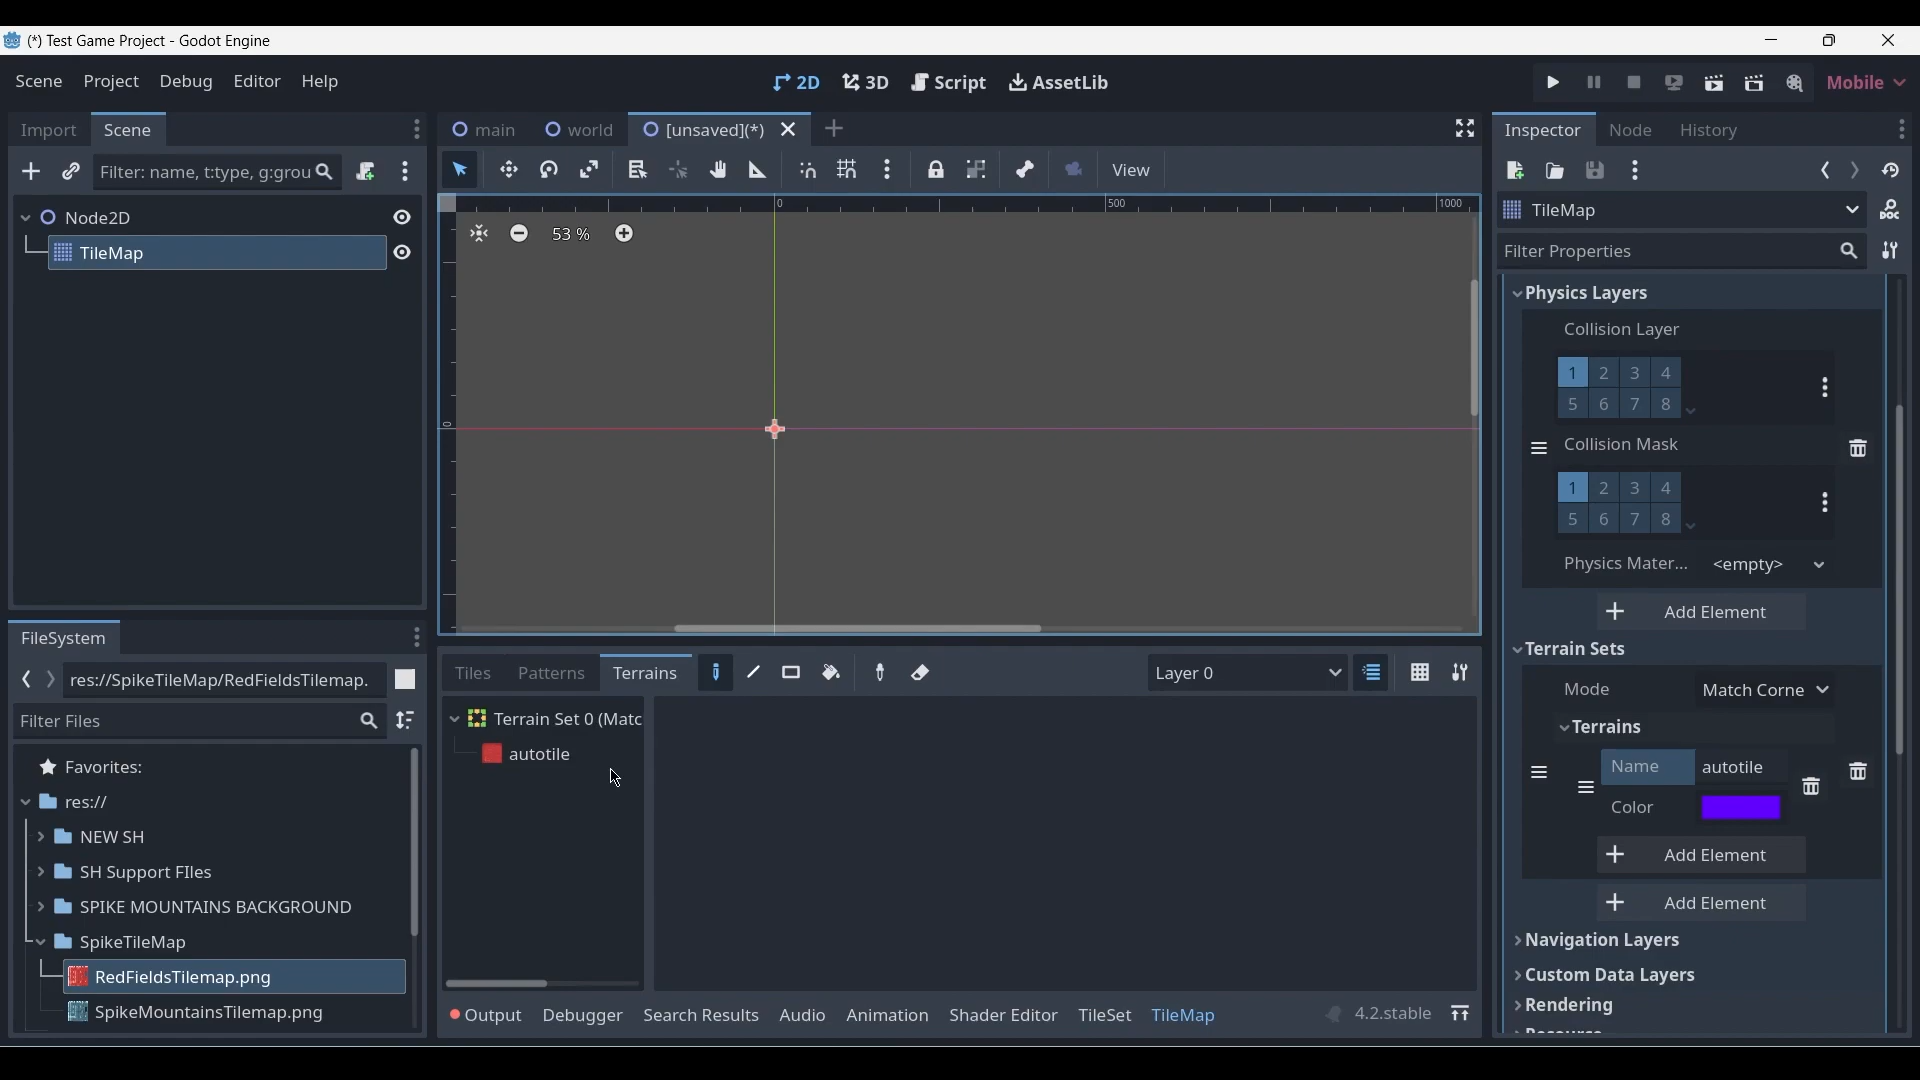 (*) Test Game Project - Godot Engine
Scene Project Debug Editor Help
2D 3D Script AssetLib
Mobile
Import Scene
main world [unsaved](*)
Inspector Node History
Filter: name, t:type, g:grou
View
TileMap
Filter Properties
Node2D
TileMap
0 500 1000
53 %
0
Physics Layers
Collision Layer
1 2 3 4
5 6 7 8
Collision Mask
1 2 3 4
5 6 7 8
Physics Mater... <empty>
Add Element
Terrain Sets
Mode Match Corne
Terrains
Name autotile
Color
Add Element
Add Element
Navigation Layers
Custom Data Layers
Rendering
FileSystem
res://SpikeTileMap/RedFieldsTilemap.
Filter Files
Favorites:
res://
NEW SH
SH Support FIles
SPIKE MOUNTAINS BACKGROUND
SpikeTileMap
RedFieldsTilemap.png
SpikeMountainsTilemap.png
Tiles Patterns Terrains
Layer 0
Terrain Set 0 (Matc
autotile
Output Debugger Search Results Audio Animation Shader Editor TileSet TileMap
4.2.stable